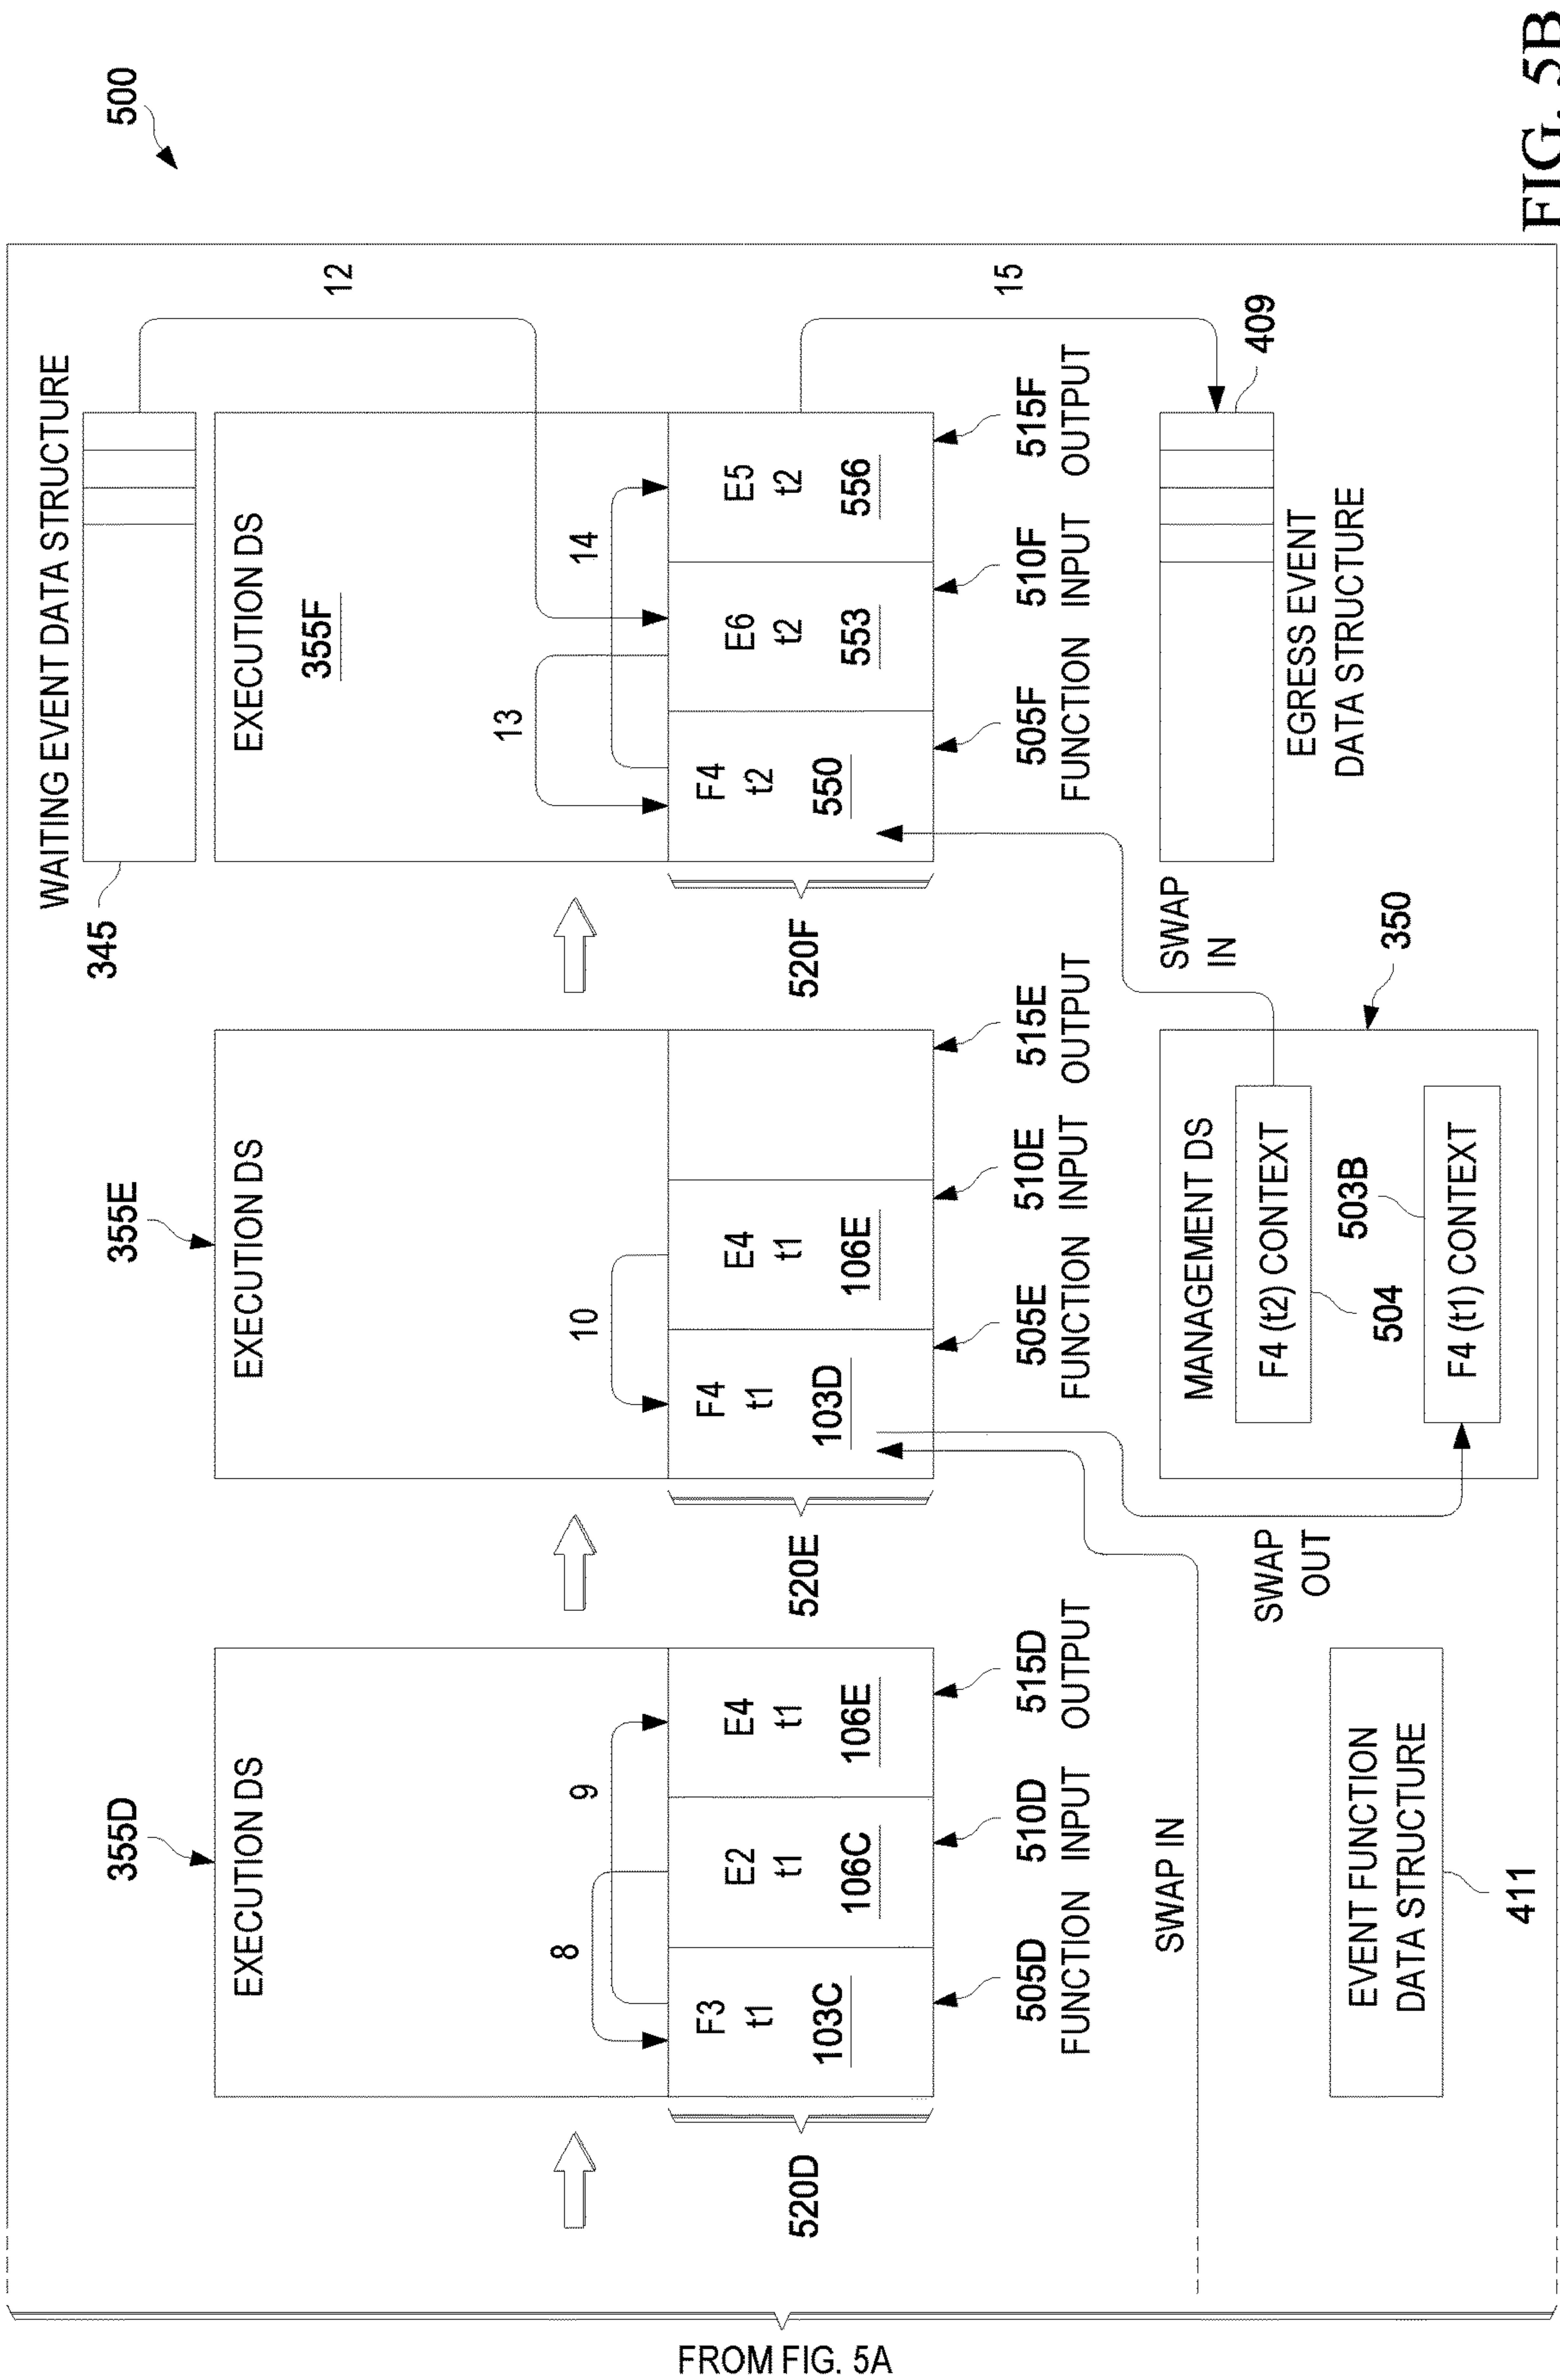 500
WAITING EVENT DATA STRUCTURE
345
12
355D
EXECUTION DS
355E
EXECUTION DS
EXECUTION DS
355F
8
9
10
13
14
520D
F3
t1
103C
E2
t1
106C
E4
t1
106E
520E
F4
t1
103D
E4
t1
106E
520F
F4
t2
550
E6
t2
553
E5
t2
556
15
505D
FUNCTION
510D
INPUT
515D
OUTPUT
505E
FUNCTION
510E
INPUT
515E
OUTPUT
505F
FUNCTION
510F
INPUT
515F
OUTPUT
SWAP IN
SWAP
OUT
SWAP
IN
EVENT FUNCTION
DATA STRUCTURE
411
MANAGEMENT DS
350
F4 (t2) CONTEXT
504
503B
F4 (t1) CONTEXT
409
EGRESS EVENT
DATA STRUCTURE
FROM FIG. 5A
FIG. 5B